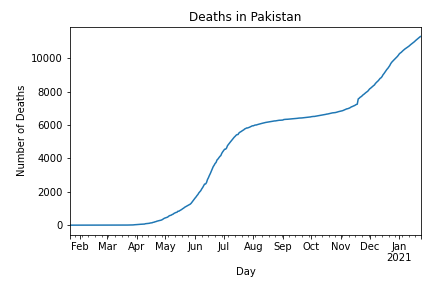 Deaths in Pakistan
Number of Deaths
10000
8000
6000
4000
2000
0
Feb Mar Apr May Jun Jul Aug Sep Oct Nov Dec Jan
2021
Day